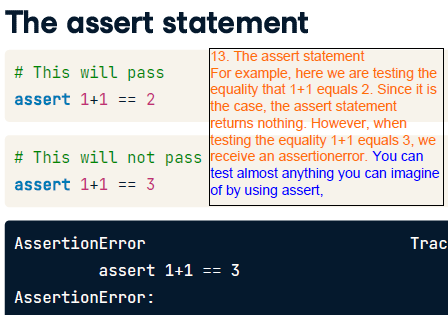 The assert statement
# This will pass
assert 1+1 == 2
13. The assert statement
For example, here we are testing the
equality that 1+1 equals 2. Since it is
the case, the assert statement
returns nothing. However, when
testing the equality 1+1 equals 3, we
receive an assertionerror. You can
test almost anything you can imagine
of by using assert,
# This will not pass
assert 1+1 == 3
AssertionError Trac
assert 1+1 == 3
AssertionError: